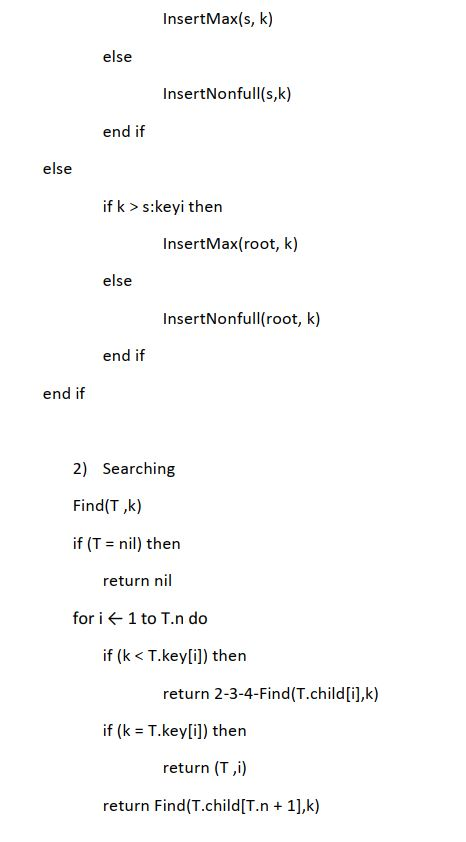 InsertMax(s, k)
else
InsertNonfull(s,k)
end if
else
if k > s:keyi then
InsertMax(root, k)
else
InsertNonfull(root, k)
end if
end if
2) Searching
Find(T ,k)
if (T = nil) then
return nil
for i ← 1 to T.n do
if (k < T.key[i]) then
return 2-3-4-Find(T.child[i],k)
if (k = T.key[i]) then
return (T ,i)
return Find(T.child[T.n + 1],k)